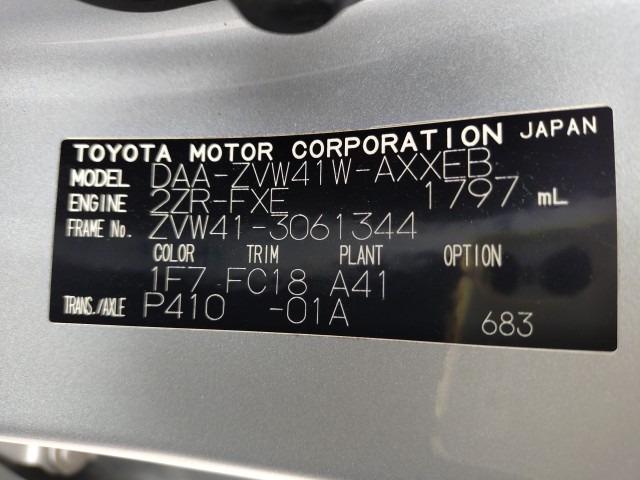 TOYOTA MOTOR CORPORATION JAPAN
MODEL DAA-ZVW41W-AXXEB
ENGINE 2ZR-FXE 1797 mL
FRAME No. ZVW41-3061344
COLOR TRIM PLANT OPTION
1F7 FC18 A41
TRANS./AXLE P410 -01A
683